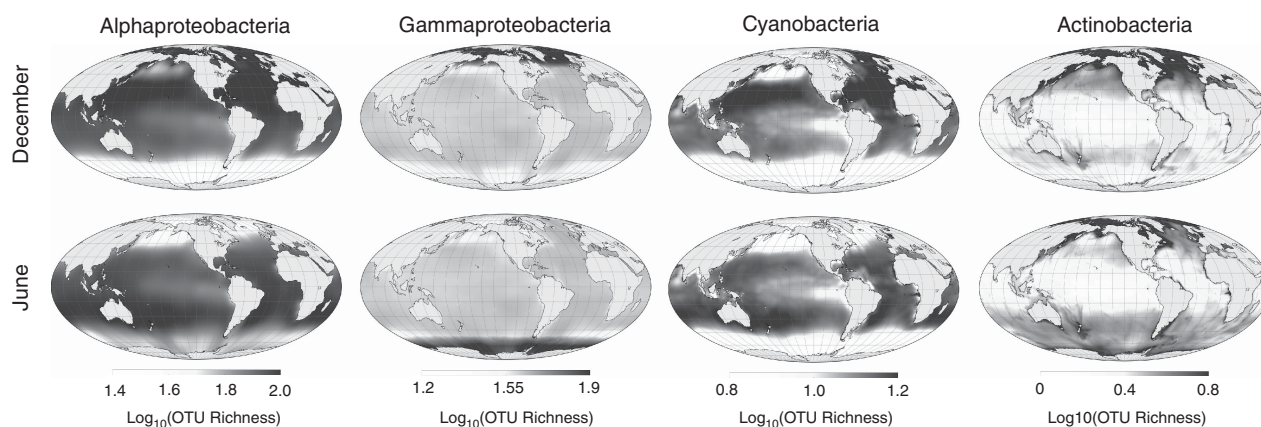 Alphaproteobacteria Gammaproteobacteria Cyanobacteria Actinobacteria
December
June
1.4 1.6 1.8 2.0 1.2 1.55 1.9 0.8 1.0 1.2 0 0.4 0.8
Log₁₀(OTU Richness) Log₁₀(OTU Richness) Log₁₀(OTU Richness) Log10(OTU Richness)